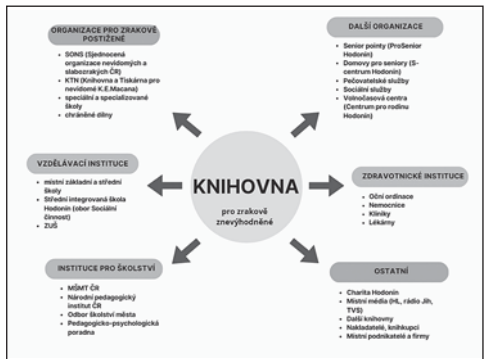 ORGANIZACE PRO ZRAKOVĚ
POSTIŽENÉ
• SONS (Sjednocená
organizace nevidomých a
slabozrakých ČR)
• KTN (Knihovna a Tiskárna pro
nevidomé K.E.Macana)
• speciální a specializované
školy
• chráněné dílny
DALŠÍ ORGANIZACE
• Senior pointy (ProSenior
Hodonín)
• Domovy pro seniory (S-
centrum Hodonín)
• Pečovatelské služby
• Sociální služby
• Volnočasová centra
(Centrum pro rodinu
Hodonín)
VZDĚLÁVACÍ INSTITUCE
• místní základní a střední
školy
• Střední integrovaná škola
Hodonín (obor Sociální
činnost)
• ZUŠ
KNIHOVNA
pro zrakově
znevýhodněné
ZDRAVOTNICKÉ INSTITUCE
• Oční ordinace
• Nemocnice
• Kliniky
• Lékárny
INSTITUCE PRO ŠKOLSTVÍ
• MŠMT ČR
• Národní pedagogický
institut ČR
• Odbor školství města
• Pedagogicko-psychologická
poradna
OSTATNÍ
• Charita Hodonín
• Místní média (HL, rádio Jih,
TVS)
• Další knihovny
• Nakladatelé, knihkupci
• Místní podnikatelé a firmy